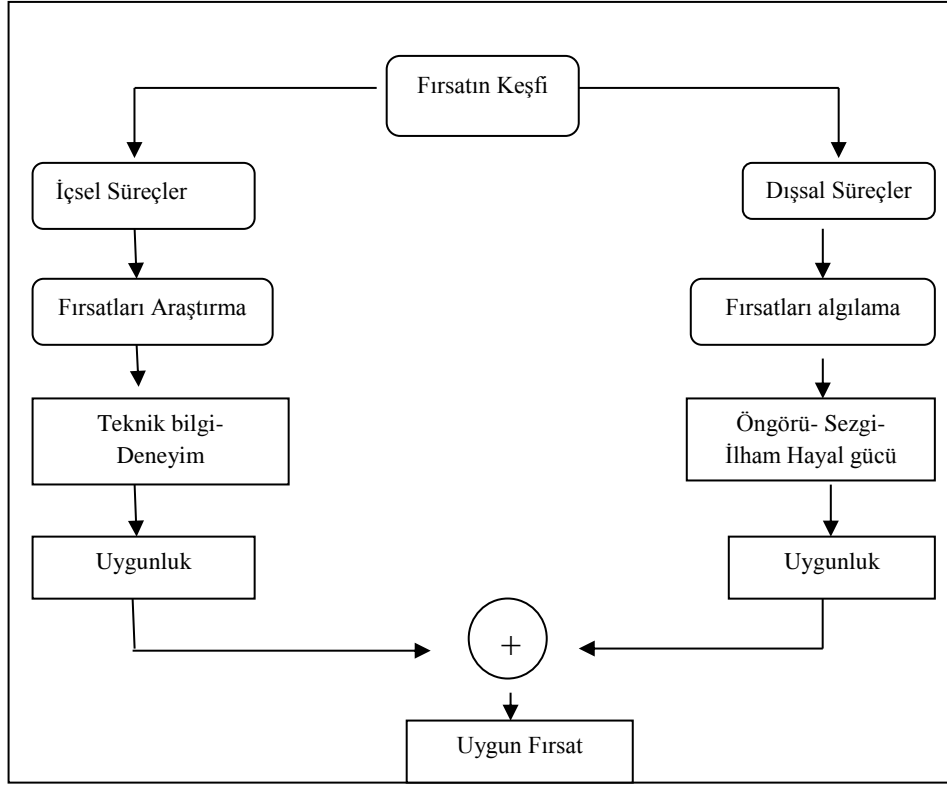 Fırsatın Keşfi
İçsel Süreçler
Dışsal Süreçler
Fırsatları Araştırma
Fırsatları algılama
Teknik bilgi-
Deneyim
Öngörü- Sezgi-
İlham Hayal gücü
Uygunluk
Uygunluk
+
Uygun Fırsat